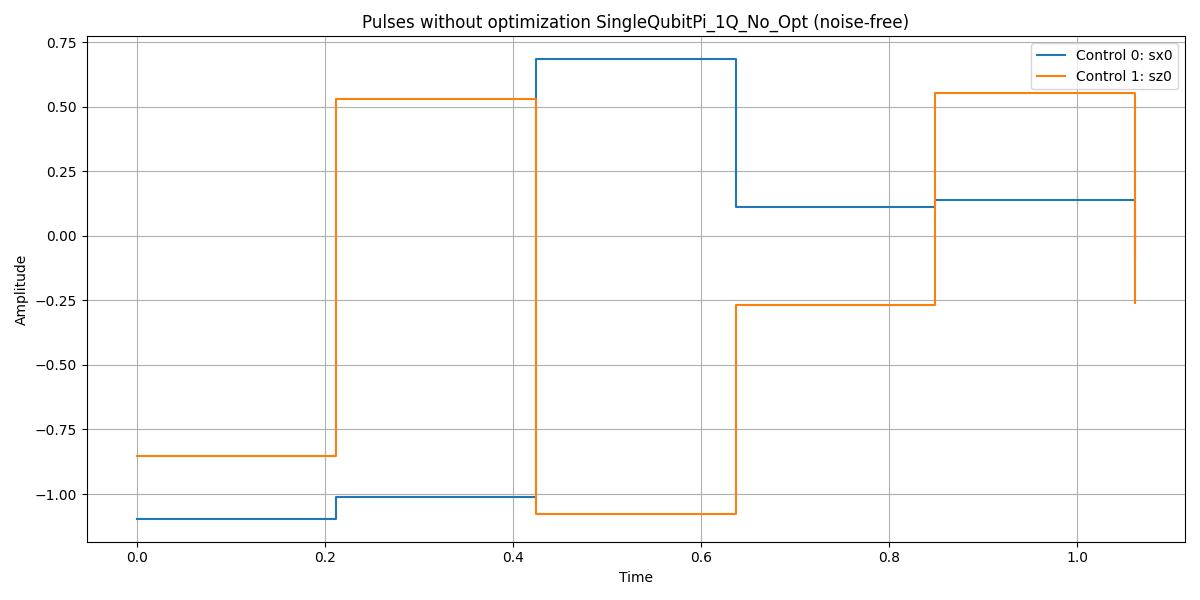 Pulses without optimization SingleQubitPi_1Q_No_Opt (noise-free)
Control 0: sx0
Control 1: sz0
Amplitude
0.75
0.50
0.25
0.00
−0.25
−0.50
−0.75
−1.00
0.0
0.2
0.4
0.6
0.8
1.0
Time